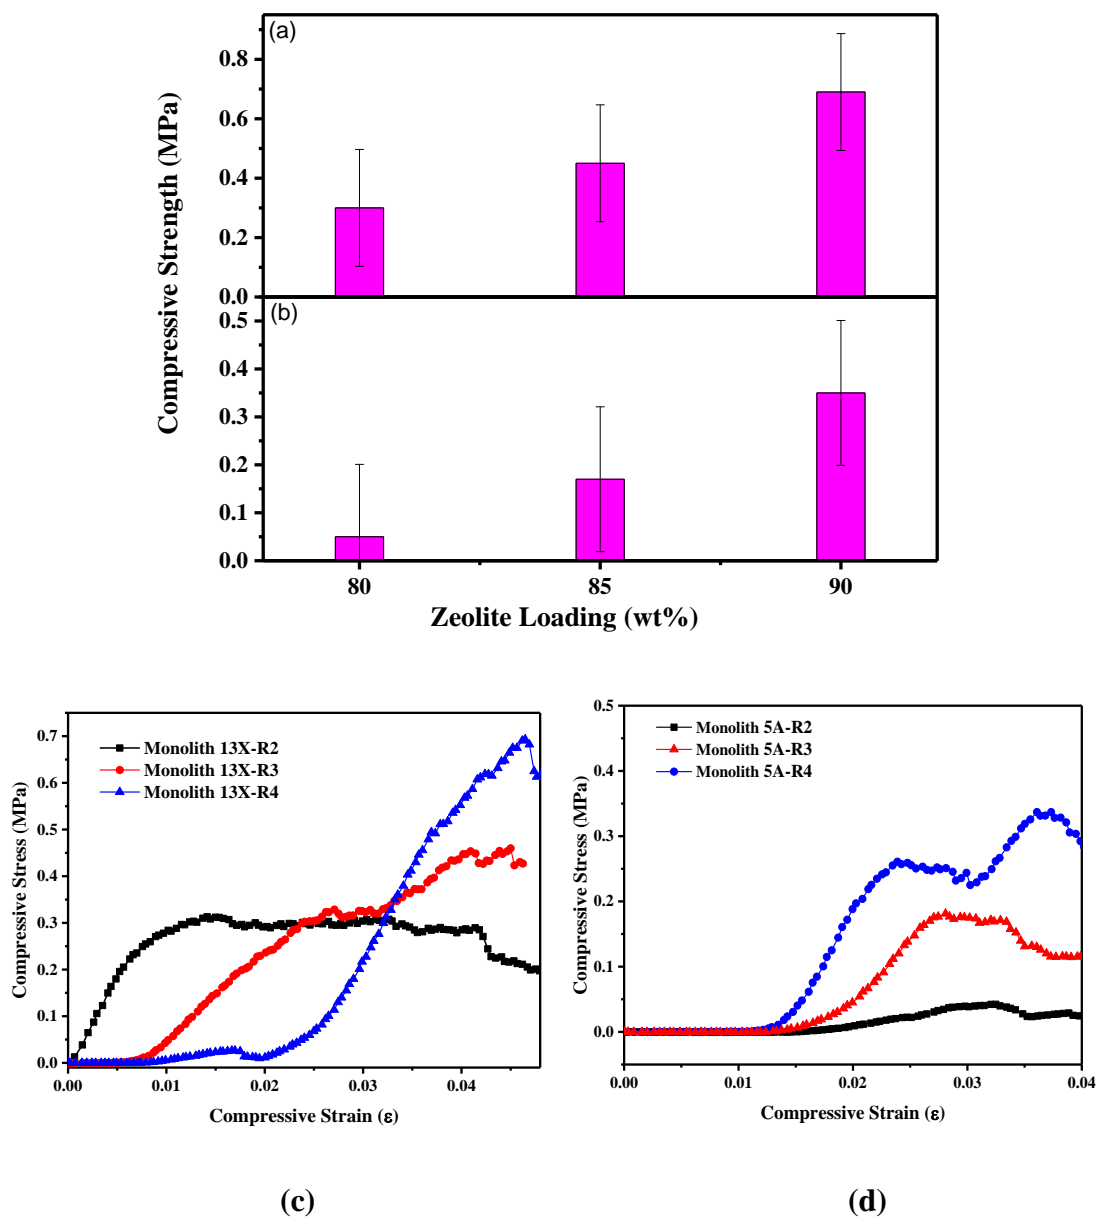 (a)
0.8
0.6
0.4
0.2
0.0
Compressive Strength (MPa)
(b)
0.5
0.4
0.3
0.2
0.1
0.0
80 85 90
Zeolite Loading (wt%)
0.7
0.6
0.5
0.4
0.3
0.2
0.1
0.0
Compressive Stress (MPa)
Monolith 13X-R2
Monolith 13X-R3
Monolith 13X-R4
0.00 0.01 0.02 0.03 0.04
Compressive Strain (ε)
(c)
0.5
0.4
0.3
0.2
0.1
0.0
Compressive Stress (MPa)
Monolith 5A-R2
Monolith 5A-R3
Monolith 5A-R4
0.00 0.01 0.02 0.03 0.04
Compressive Strain (ε)
(d)